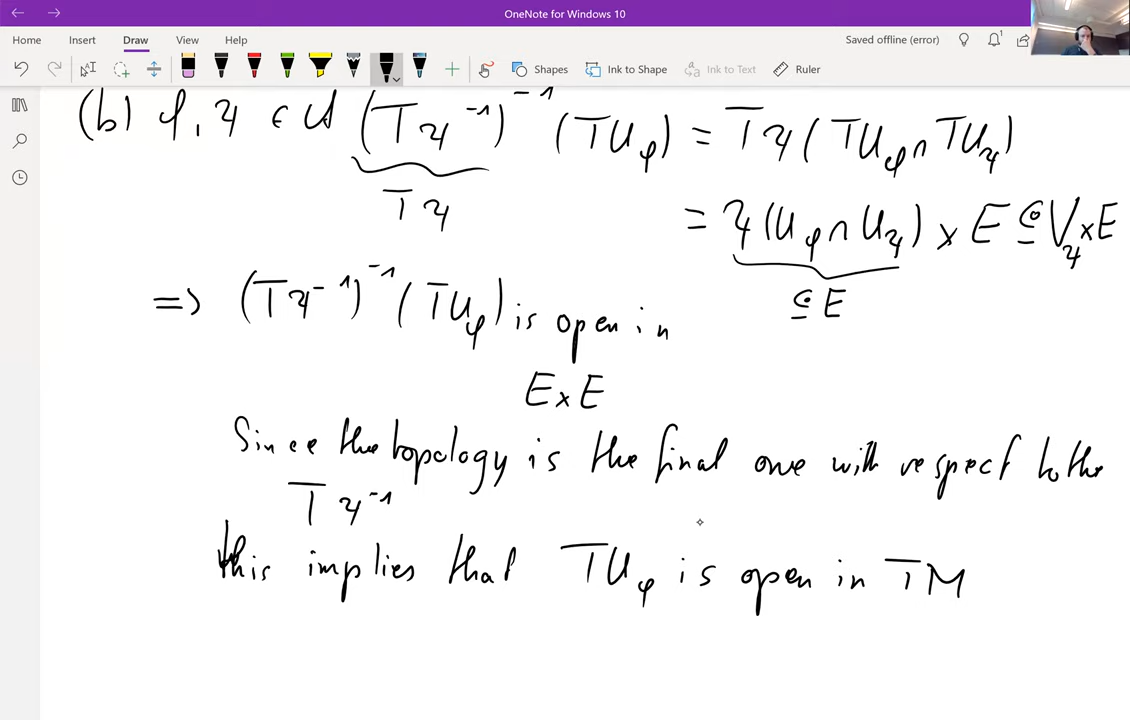 OneNote for Windows 10
Home Insert Draw View Help
Saved offline (error)
Shapes Ink to Shape Ink to Text Ruler
(b) φ, ψ ∈ 𝒜 (Tψ⁻¹)⁻¹ (TU_φ) = Tψ(TU_φ ∩ TU_ψ)
Tψ
= ψ(U_φ ∩ U_ψ) × E ⊆° V_ψ × E
⊆° E
=> (Tψ⁻¹)⁻¹ (TU_φ) is open in
E × E
Since the topology is the final one with respect to the
Tψ⁻¹
this implies that TU_φ is open in TM